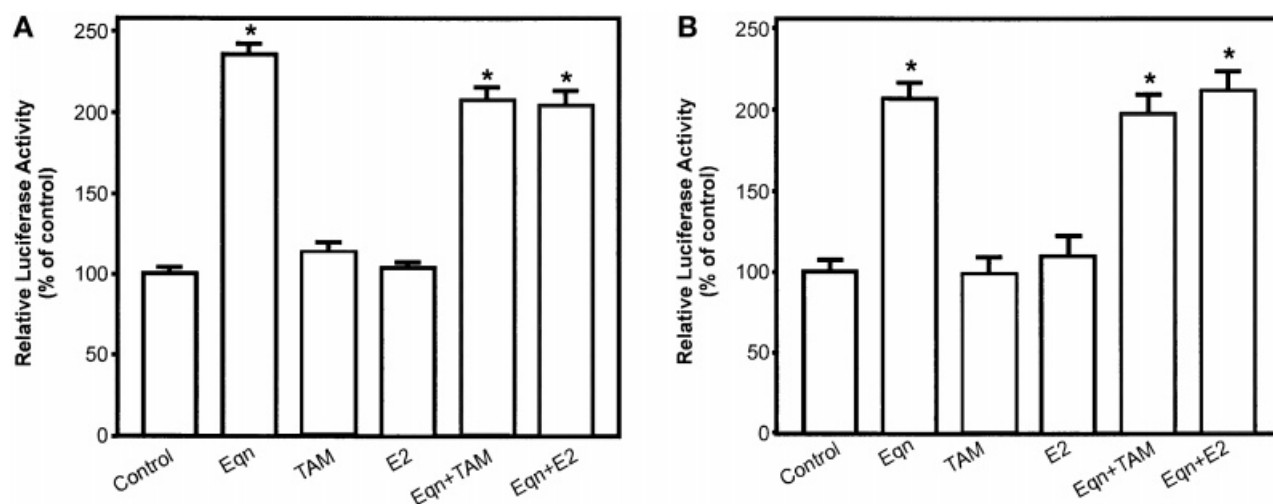 A
Relative Luciferase Activity
(% of control)
250
200
150
100
50
0
*
*
*
Control
Eqn
TAM
E2
Eqn+TAM
Eqn+E2
B
Relative Luciferase Activity
(% of control)
250
200
150
100
50
0
*
*
*
Control
Eqn
TAM
E2
Eqn+TAM
Eqn+E2